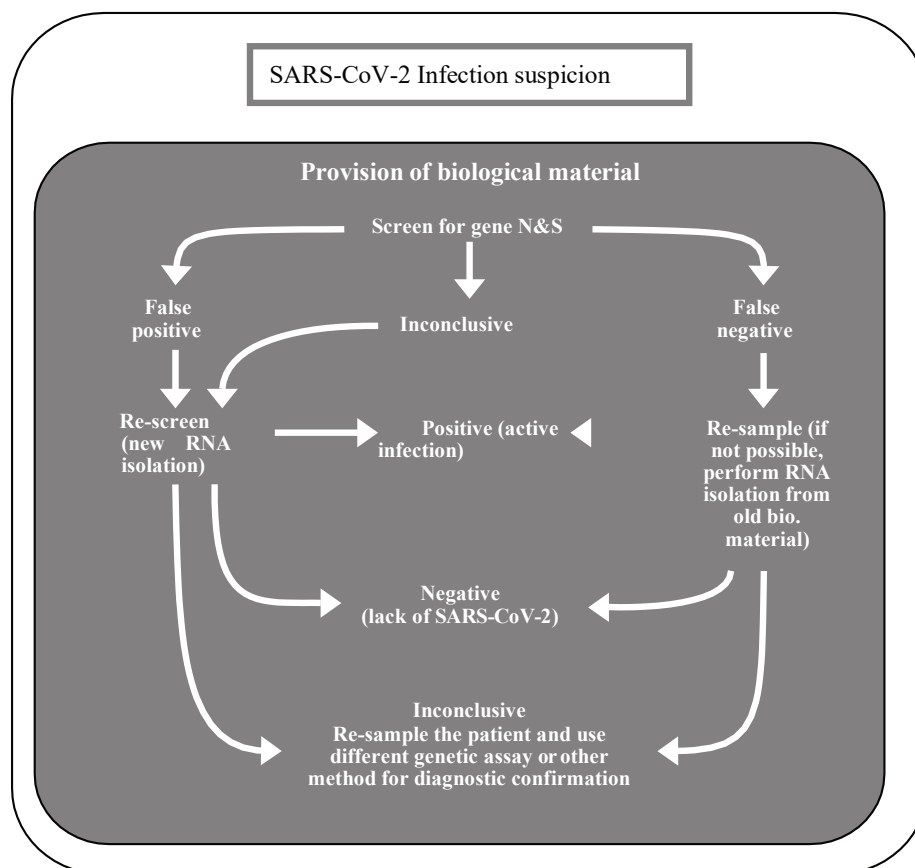 SARS-CoV-2 Infection suspicion
Provision of biological material
Screen for gene N&S
False
positive
Inconclusive
False
negative
Re-screen
(new RNA
isolation)
Positive (active
infection)
Re-sample (if
not possible,
perform RNA
isolation from
old bio.
material)
Negative
(lack of SARS-CoV-2)
Inconclusive
Re-sample the patient and use
different genetic assay or other
method for diagnostic confirmation